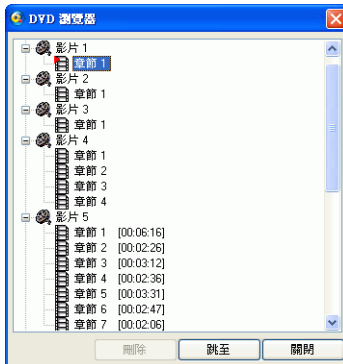 DVD 瀏覽器
影片 1
章節 1
影片 2
章節 1
影片 3
章節 1
影片 4
章節 1
章節 2
章節 3
章節 4
影片 5
章節 1 [00:06:16]
章節 2 [00:02:26]
章節 3 [00:03:12]
章節 4 [00:02:36]
章節 5 [00:03:31]
章節 6 [00:02:47]
章節 7 [00:02:06]
刪除 跳至 關閉